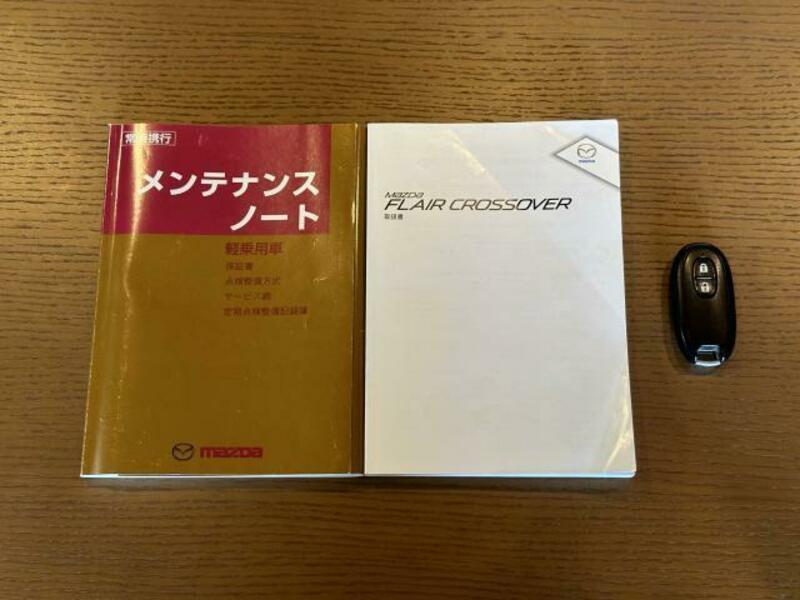 常時携行
メンテナンス
ノート
軽乗用車
保証書
点検整備方式
サービス網
定期点検整備記録簿
mazda
mazda
FLAIR CROSSOVER
取扱書